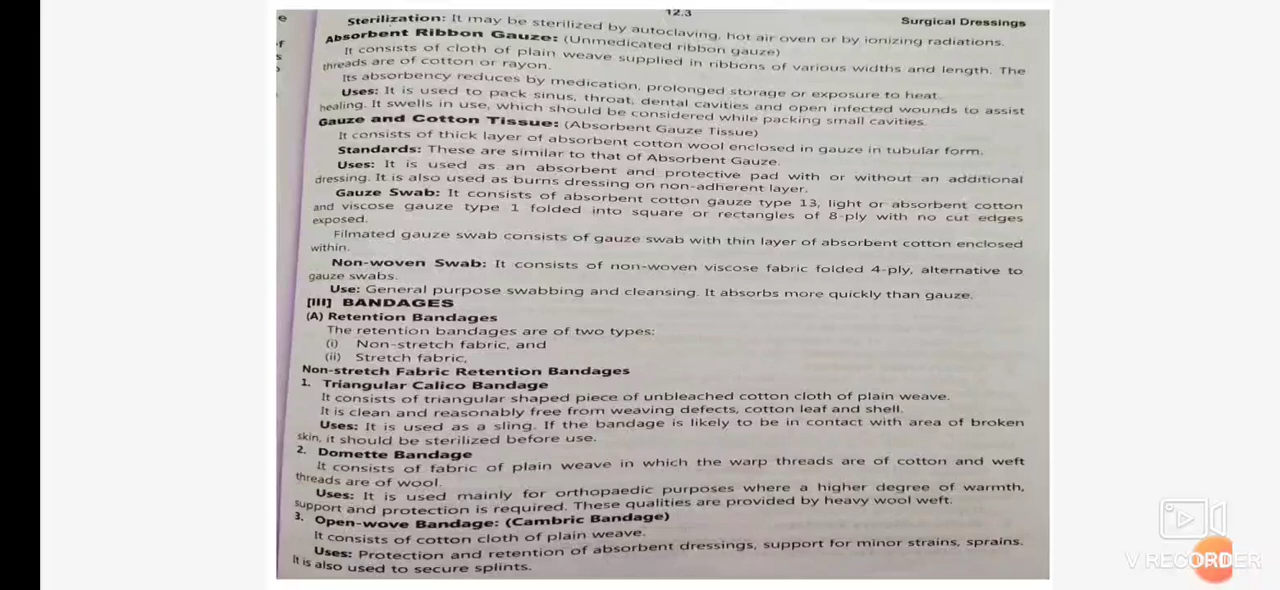 12.3
Surgical Dressings
Sterilization: It may be sterilized by autoclaving, hot air oven or by ionizing radiations.
Absorbent Ribbon Gauze: (Unmedicated ribbon gauze)
It consists of cloth of plain weave supplied in ribbons of various widths and length. The
threads are of cotton or rayon.
Its absorbency reduces by medication, prolonged storage or exposure to heat.
Uses: It is used to pack sinus, throat, dental cavities and open infected wounds to assist
healing. It swells in use, which should be considered while packing small cavities.
Gauze and Cotton Tissue: (Absorbent Gauze Tissue)
It consists of thick layer of absorbent cotton wool enclosed in gauze in tubular form.
Standards: These are similar to that of Absorbent Gauze.
Uses: It is used as an absorbent and protective pad with or without an additional
dressing. It is also used as burns dressing on non-adherent layer.
Gauze Swab: It consists of absorbent cotton gauze type 13, light or absorbent cotton
and viscose gauze type 1 folded into square or rectangles of 8-ply with no cut edges
exposed.
Filmated gauze swab consists of gauze swab with thin layer of absorbent cotton enclosed
within.
Non-woven Swab: It consists of non-woven viscose fabric folded 4-ply, alternative to
gauze swabs.
Use: General purpose swabbing and cleansing. It absorbs more quickly than gauze.
[III] BANDAGES
(A) Retention Bandages
The retention bandages are of two types:
(i) Non-stretch fabric, and
(ii) Stretch fabric,
Non-stretch Fabric Retention Bandages
1. Triangular Calico Bandage
It consists of triangular shaped piece of unbleached cotton cloth of plain weave.
It is clean and reasonably free from weaving defects, cotton leaf and shell.
Uses: It is used as a sling. If the bandage is likely to be in contact with area of broken
skin, it should be sterilized before use.
2. Domette Bandage
It consists of fabric of plain weave in which the warp threads are of cotton and weft
threads are of wool.
Uses: It is used mainly for orthopaedic purposes where a higher degree of warmth,
support and protection is required. These qualities are provided by heavy wool weft.
3. Open-wove Bandage: (Cambric Bandage)
It consists of cotton cloth of plain weave.
Uses: Protection and retention of absorbent dressings, support for minor strains, sprains.
It is also used to secure splints.
V RECORDER